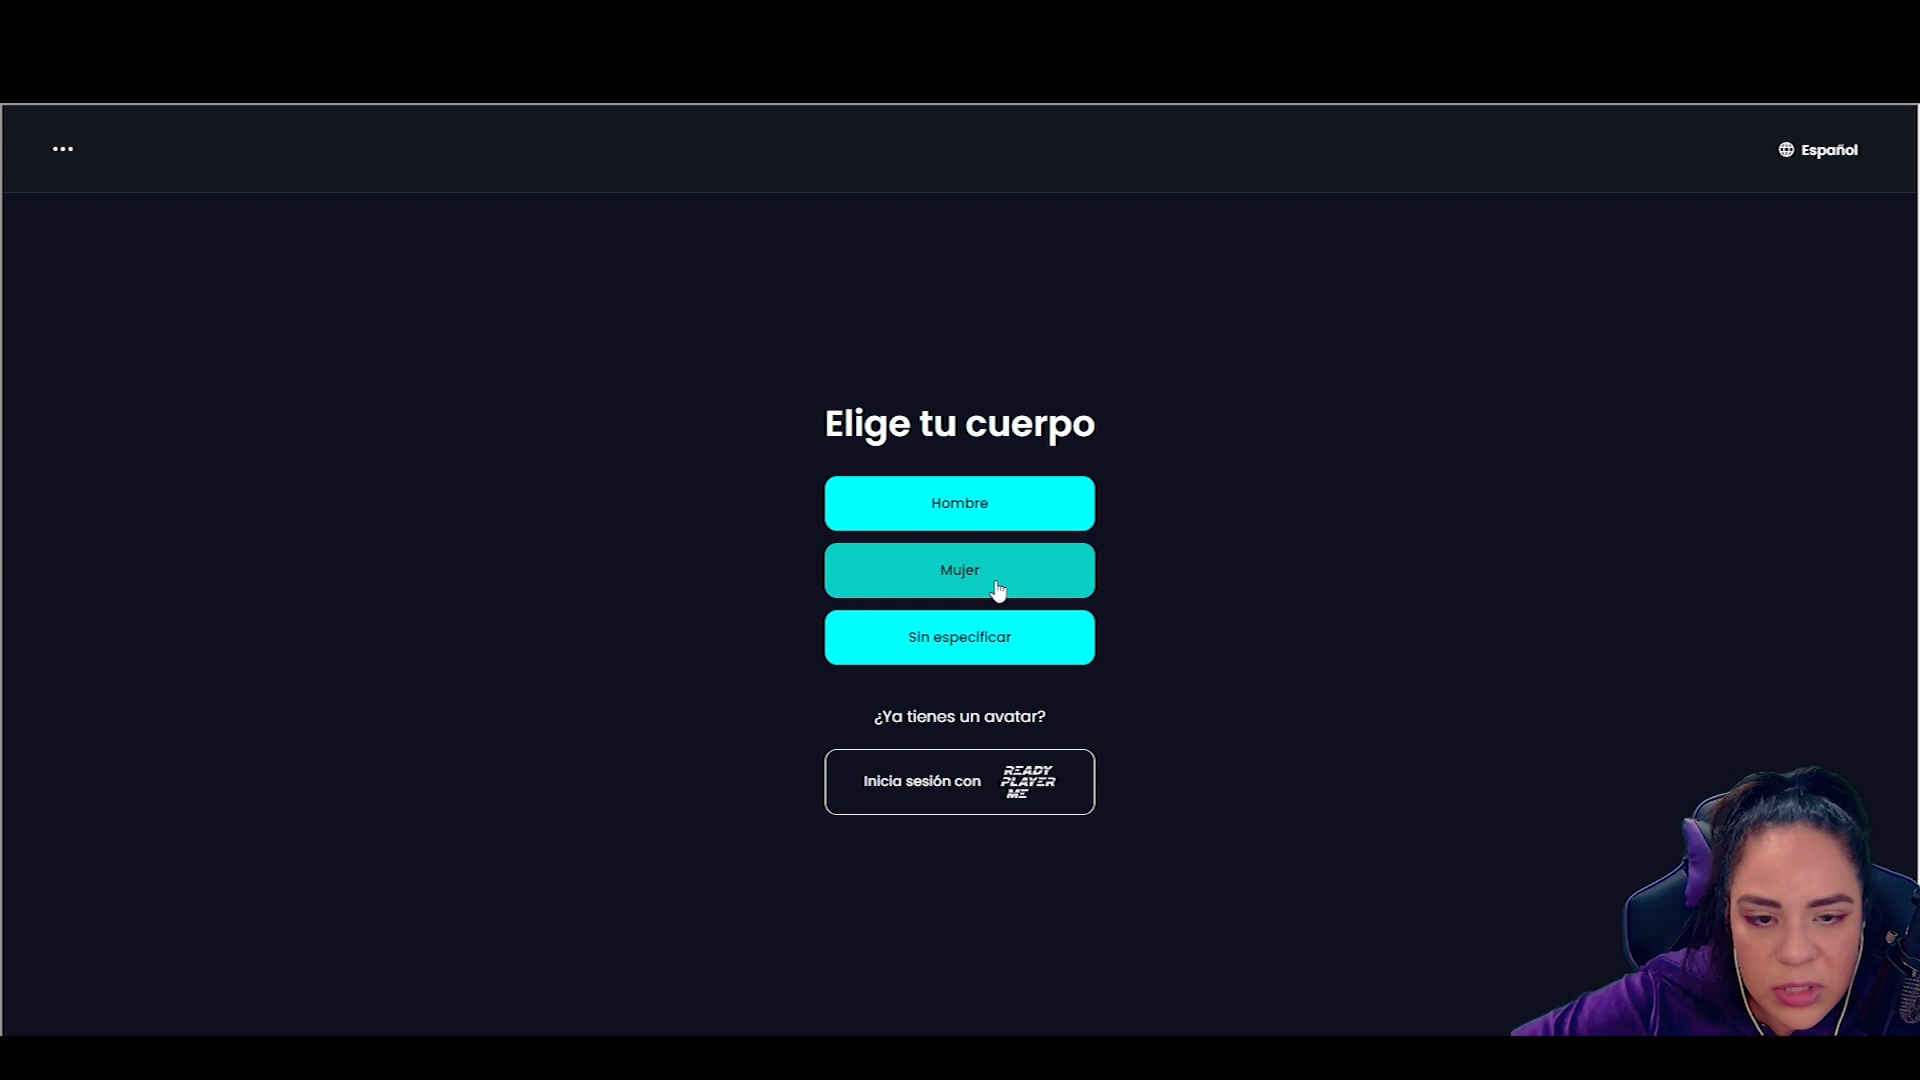 Español
Elige tu cuerpo
Hombre
Mujer
Sin especificar
¿Ya tienes un avatar?
Inicia sesión con
READY
PLAYER
ME